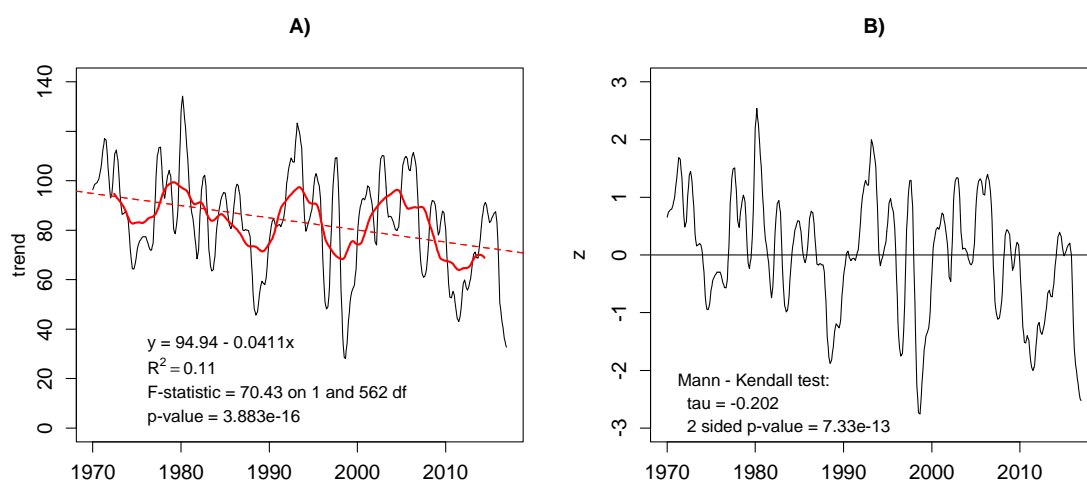 A)
trend
140
100
80
60
40
20
0
y = 94.94 - 0.0411x
R² = 0.11
F-statistic = 70.43 on 1 and 562 df
p-value = 3.883e-16
1970 1980 1990 2000 2010
B)
z
3
2
1
0
-1
-2
-3
Mann - Kendall test:
tau = -0.202
2 sided p-value = 7.33e-13
1970 1980 1990 2000 2010